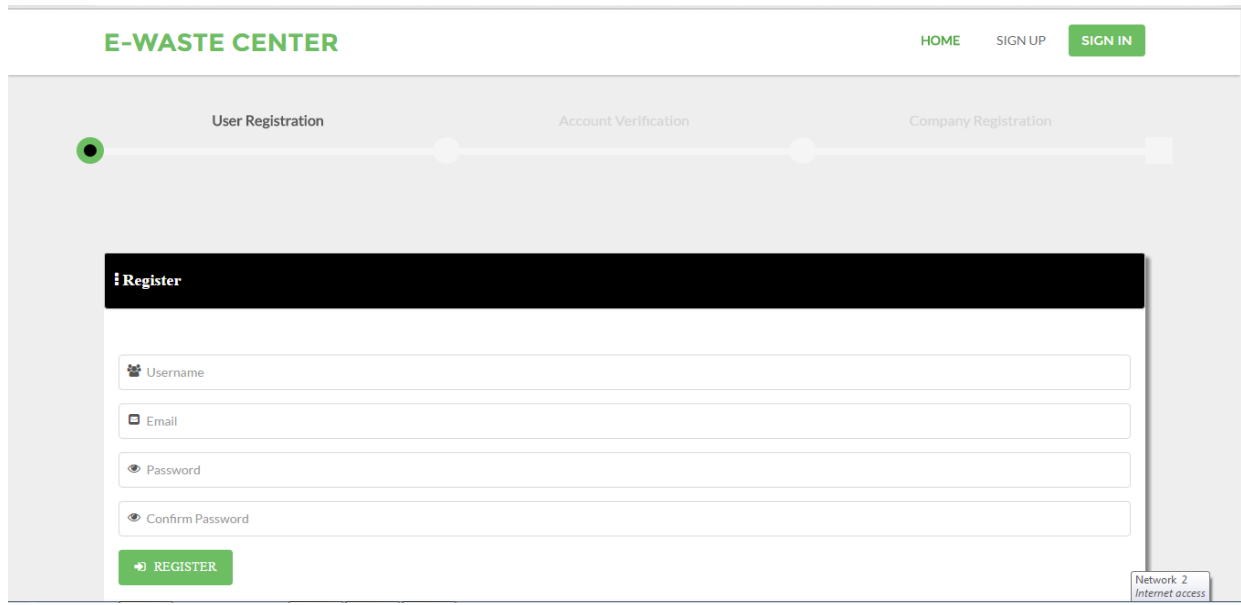 E-WASTE CENTER
HOME SIGN UP SIGN IN
User Registration Account Verification Company Registration
Register
Username
Email
Password
Confirm Password
REGISTER
Network 2
Internet access